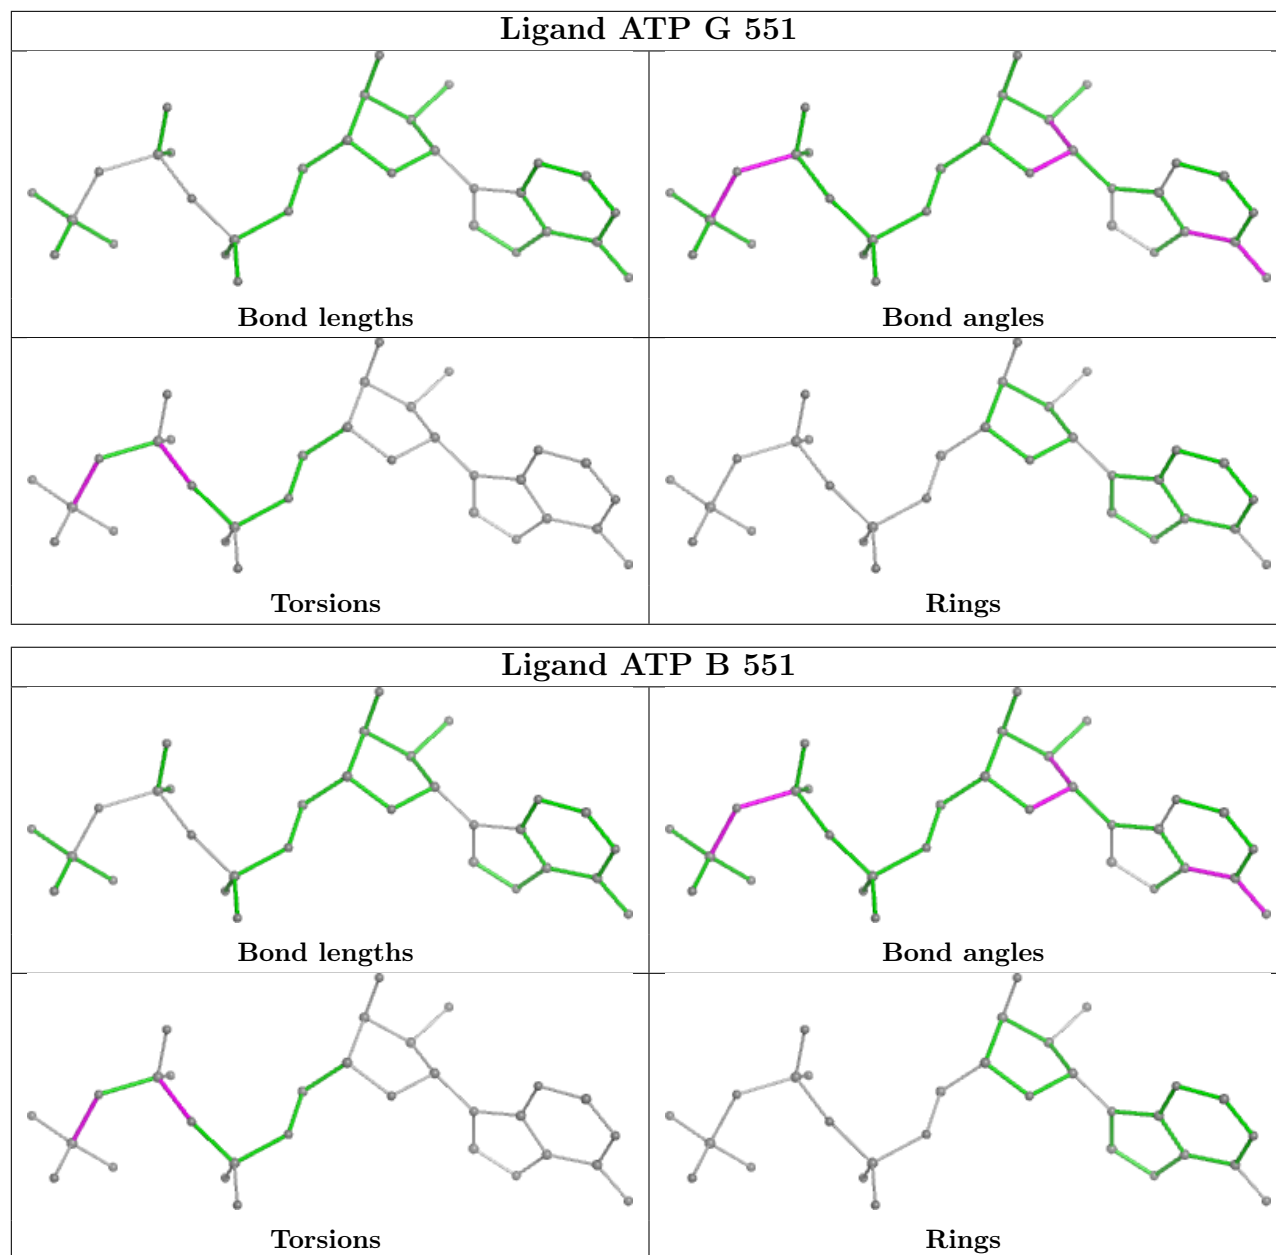 Ligand ATP G 551
Bond lengths
Bond angles
Torsions
Rings
Ligand ATP B 551
Bond lengths
Bond angles
Torsions
Rings